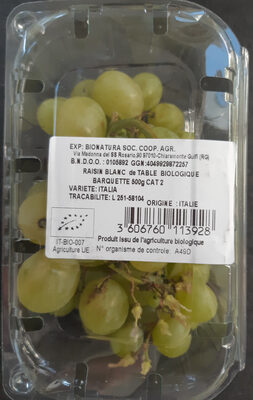 EXP: BIONATURA SOC. COOP. AGR.
Via Madonna del SS Rosario,90 97010-Chiaramonte Gulfi (RG)
B.N.D.O.O. : 0105892 GGN:4049929872257
RAISIN BLANC de TABLE BIOLOGIQUE
BARQUETTE 500g CAT 2
VARIETE: ITALIA
TRACABILITE: L 251-58104
ORIGINE : ITALIE
3 606760 113928
IT-BIO-007
Agriculture UE
Produit issu de l'agriculture biologique
N° organisme de controle: A49D